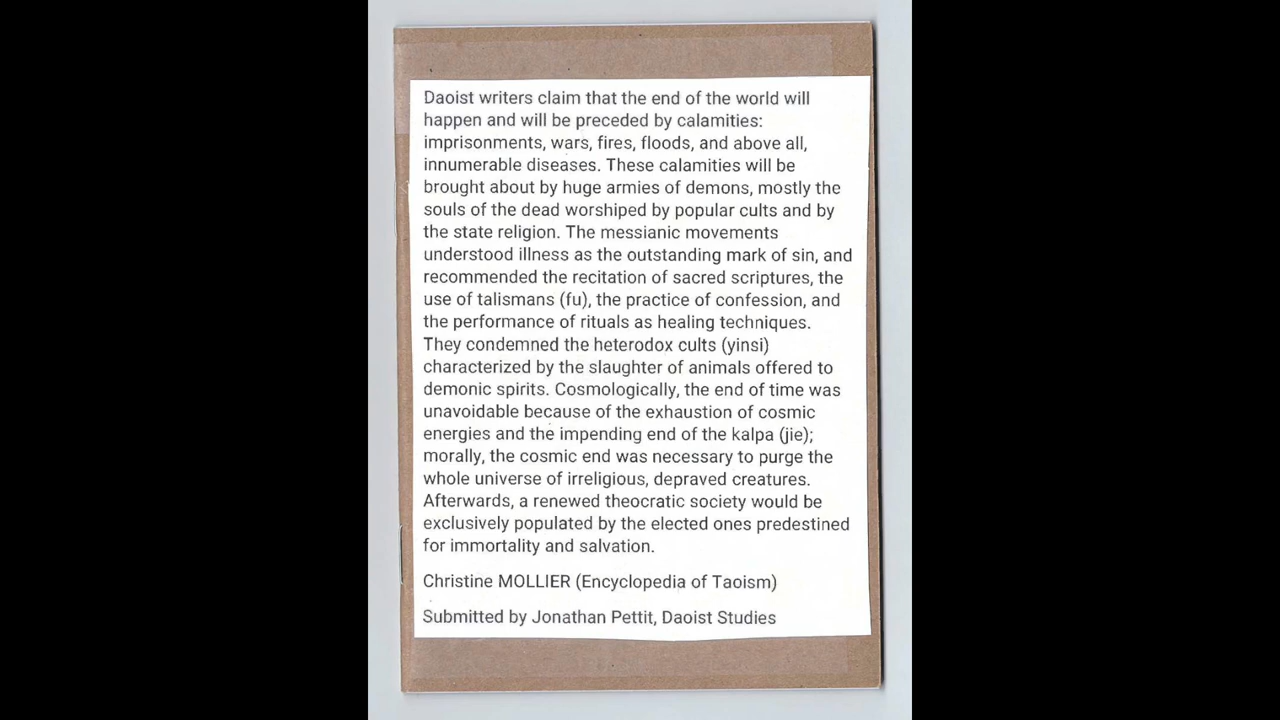 Daoist writers claim that the end of the world will
happen and will be preceded by calamities:
imprisonments, wars, fires, floods, and above all,
innumerable diseases. These calamities will be
brought about by huge armies of demons, mostly the
souls of the dead worshiped by popular cults and by
the state religion. The messianic movements
understood illness as the outstanding mark of sin, and
recommended the recitation of sacred scriptures, the
use of talismans (fu), the practice of confession, and
the performance of rituals as healing techniques.
They condemned the heterodox cults (yinsi)
characterized by the slaughter of animals offered to
demonic spirits. Cosmologically, the end of time was
unavoidable because of the exhaustion of cosmic
energies and the impending end of the kalpa (jie);
morally, the cosmic end was necessary to purge the
whole universe of irreligious, depraved creatures.
Afterwards, a renewed theocratic society would be
exclusively populated by the elected ones predestined
for immortality and salvation.
Christine MOLLIER (Encyclopedia of Taoism)
Submitted by Jonathan Pettit, Daoist Studies